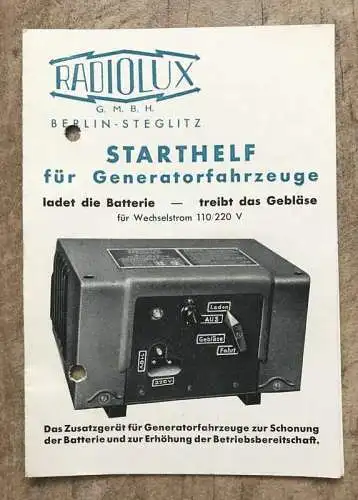 RADIOLUX
G. M. B. H.
BERLIN-STEGLITZ
STARTHELF
für Generatorfahrzeuge
ladet die Batterie — treibt das Gebläse
für Wechselstrom 110/220 V
Laden
AUS
Gebläse
Fahrt
220V
Das Zusatzgerät für Generatorfahrzeuge zur Schonung
der Batterie und zur Erhöhung der Betriebsbereitschaft.